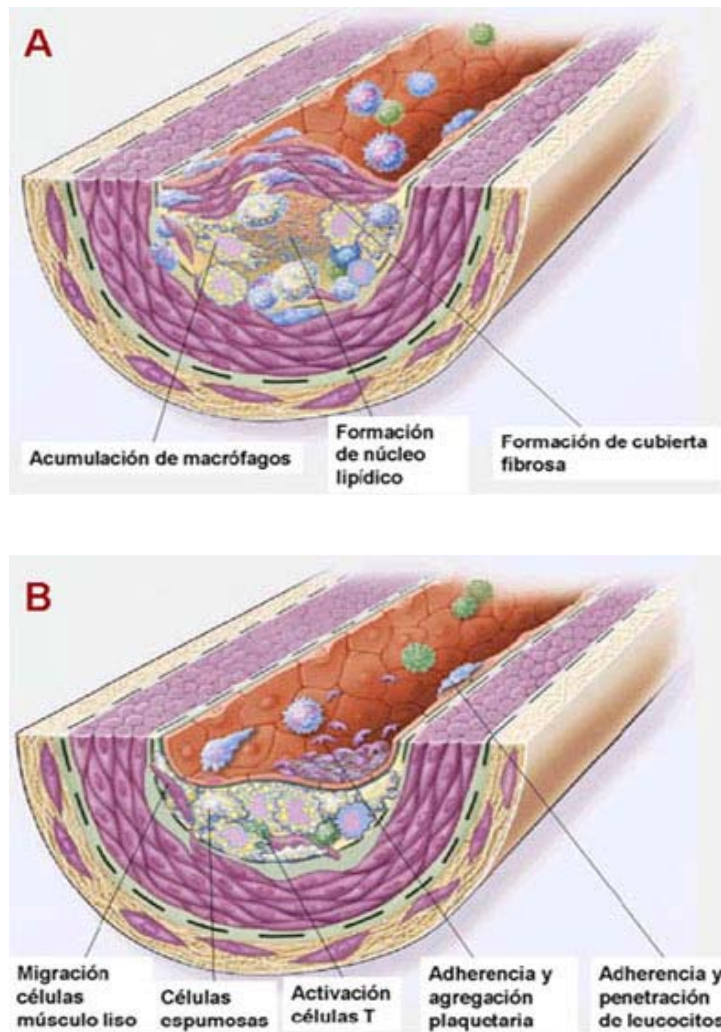 A
Acumulación de macrófagos
Formación
de núcleo
lipídico
Formación de cubierta
fibrosa
B
Migración
células
músculo liso
Células
espumosas
Activación
células T
Adherencia y
agregación
plaquetaria
Adherencia y
penetración
de leucocitos